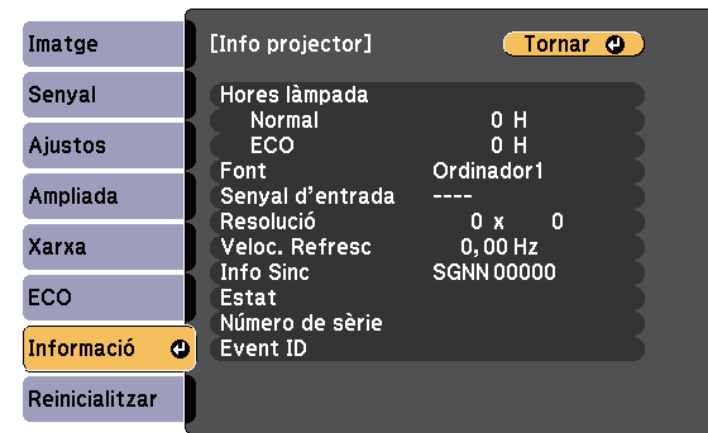 Imatge
Senyal
Ajustos
Ampliada
Xarxa
ECO
Informació
Reinicialitzar
[Info projector]
Tornar
Hores làmpada
Normal 0 H
ECO 0 H
Font Ordinador1
Senyal d'entrada ----
Resolució 0 x 0
Veloc. Refresc 0,00 Hz
Info Sinc SGNN 00000
Estat
Número de sèrie
Event ID